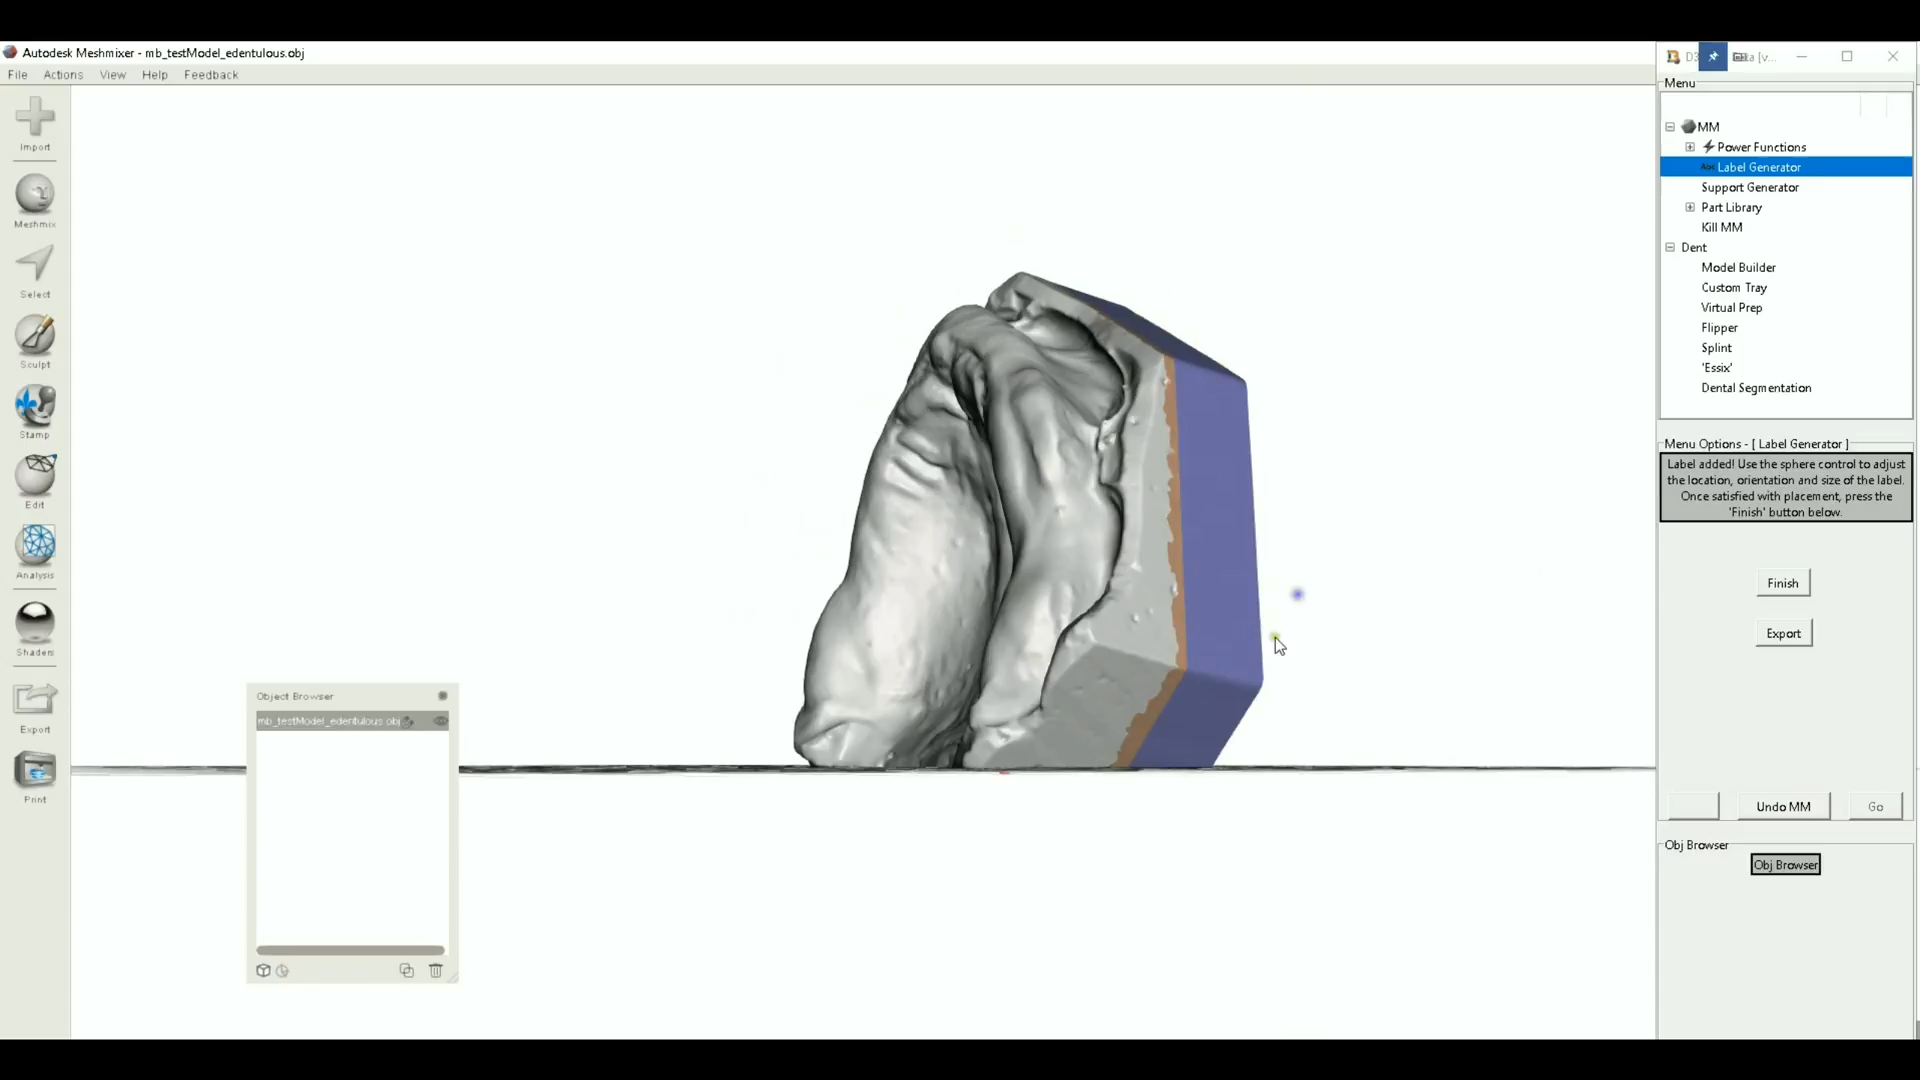 Autodesk Meshmixer - mb_testModel_edentulous.obj
File Actions View Help Feedback
Import
Meshmix
Select
Sculpt
Stamp
Edit
Analysis
Shaders
Export
Print
Object Browser
mb_testModel_edentulous.obj
Menu
MM
Power Functions
Abc Label Generator
Support Generator
Part Library
Kill MM
Dent
Model Builder
Custom Tray
Virtual Prep
Flipper
Splint
'Essix'
Dental Segmentation
Menu Options - [ Label Generator ]
Label added! Use the sphere control to adjust
the location, orientation and size of the label.
Once satisfied with placement, press the
'Finish' button below.
Finish
Export
Undo MM
Go
Obj Browser
Obj Browser